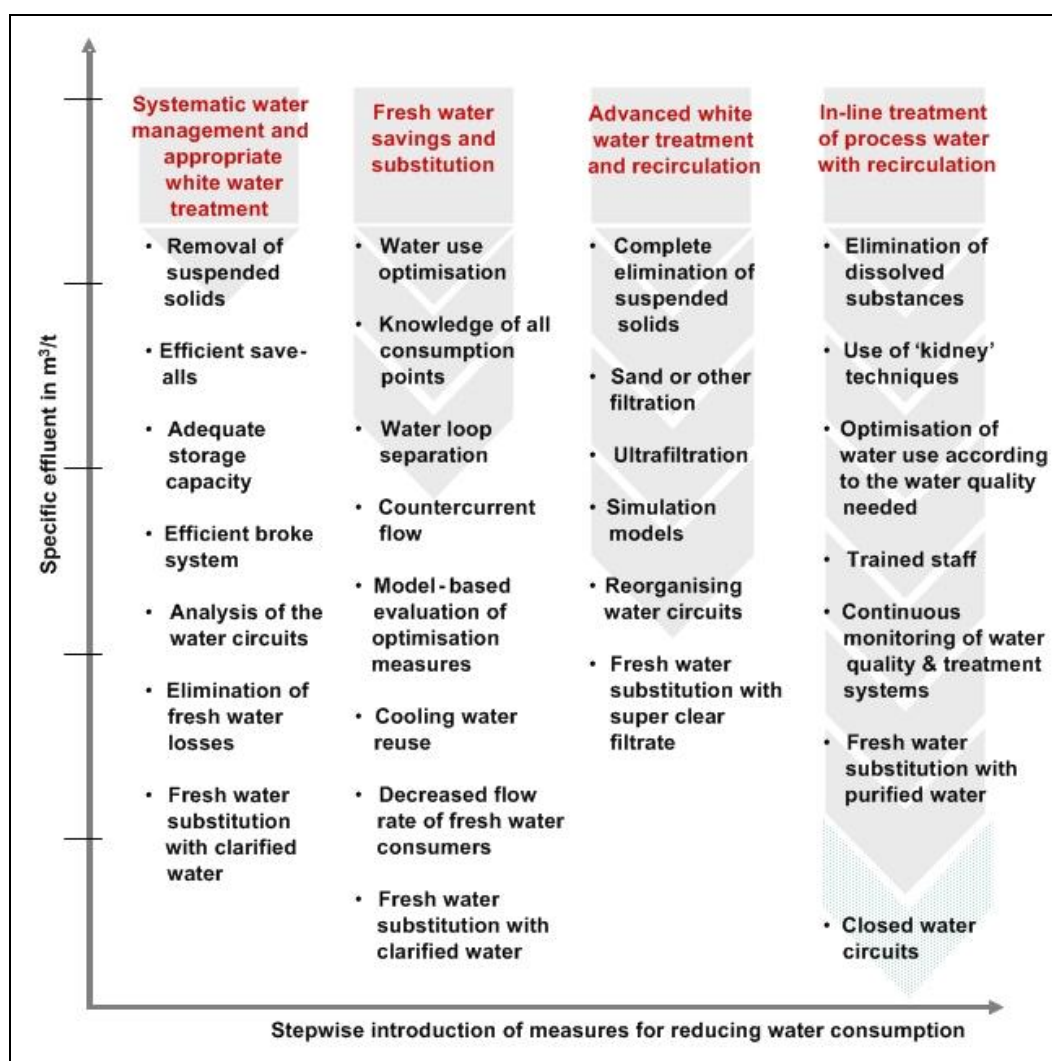 Specific effluent in m³/t
Systematic water
management and
appropriate
white water
treatment
• Removal of
suspended
solids
• Efficient save-
alls
• Adequate
storage
capacity
• Efficient broke
system
• Analysis of the
water circuits
• Elimination of
fresh water
losses
• Fresh water
substitution
with clarified
water
Fresh water
savings and
substitution
• Water use
optimisation
• Knowledge of all
consumption
points
• Water loop
separation
• Countercurrent
flow
• Model-based
evaluation of
optimisation
measures
• Cooling water
reuse
• Decreased flow
rate of fresh water
consumers
• Fresh water
substitution with
clarified water
Advanced white
water treatment
and recirculation
• Complete
elimination of
suspended
solids
• Sand or other
filtration
• Ultrafiltration
• Simulation
models
• Reorganising
water circuits
• Fresh water
substitution with
super clear
filtrate
In-line treatment
of process water
with recirculation
• Elimination of
dissolved
substances
• Use of ‘kidney’
techniques
• Optimisation of
water use according
to the water quality
needed
• Trained staff
• Continuous
monitoring of water
quality & treatment
systems
• Fresh water
substitution with
purified water
• Closed water
circuits
Stepwise introduction of measures for reducing water consumption